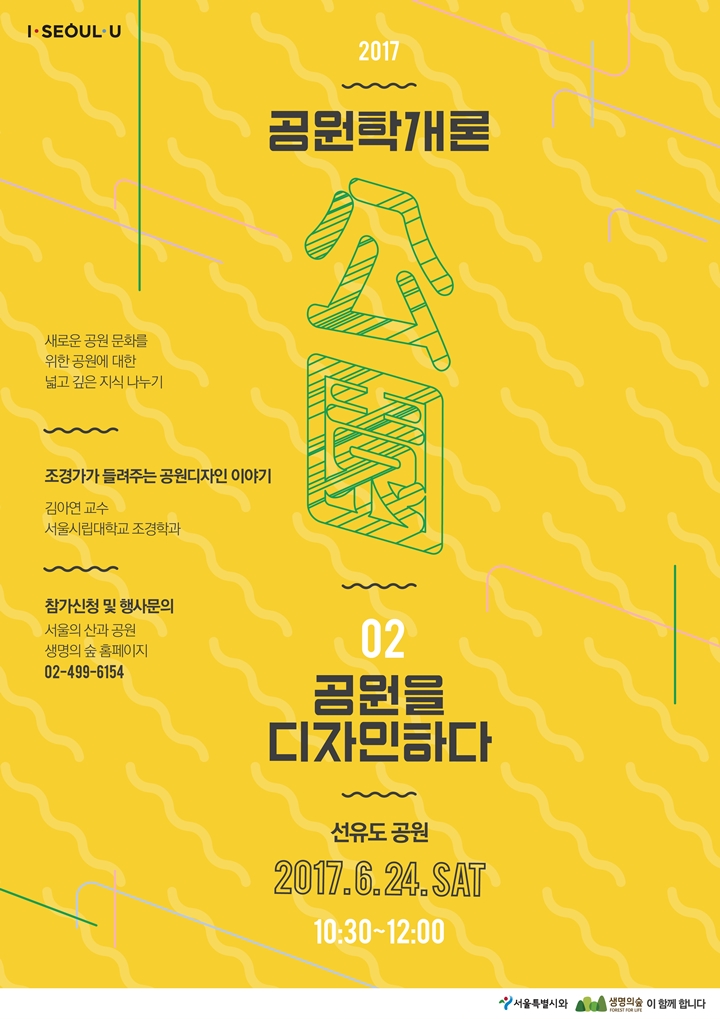 I·SEOUL·U
2017
공원학개론
公
園
새로운 공원 문화를
위한 공원에 대한
넓고 깊은 지식 나누기
조경가가 들려주는 공원디자인 이야기
김아연 교수
서울시립대학교 조경학과
참가신청 및 행사문의
서울의 산과 공원
생명의 숲 홈페이지
02-499-6154
02
공원을
디자인하다
선유도 공원
2017.6.24.SAT
10:30~12:00
서울특별시와 생명의숲 이 함께 합니다
FOREST FOR LIFE